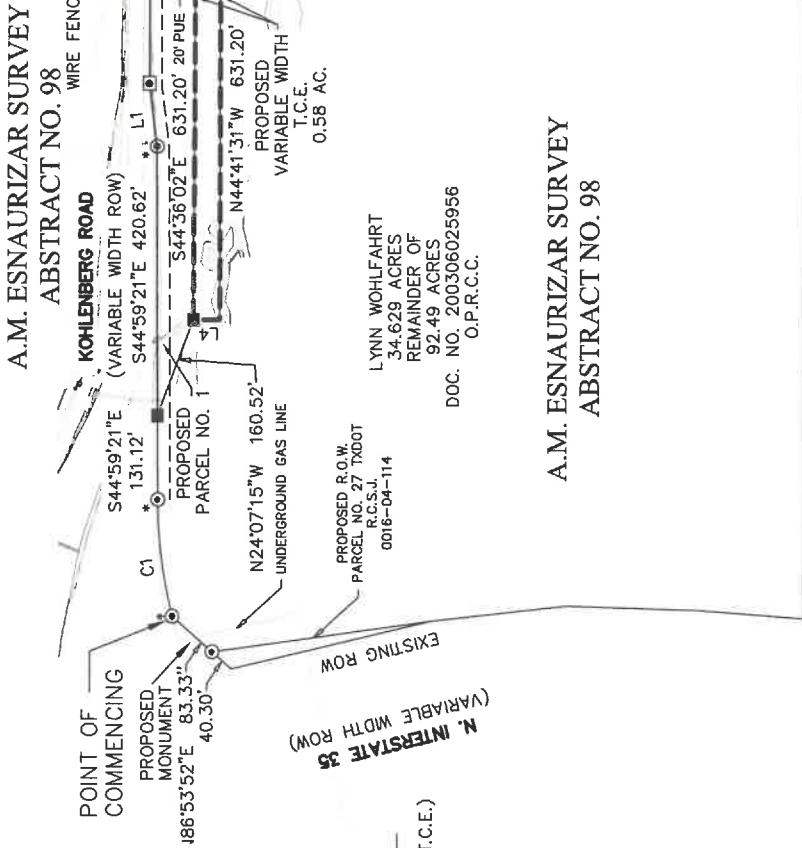 A.M. ESNAURIZAR SURVEY
ABSTRACT NO. 98
WIRE FENC
KOHLENBERG ROAD
(VARIABLE WIDTH ROW)
S44°59'21"E 420.62'
L1
*
S44°59'21"E
131.12'
*
C1
S44°36'02"E 631.20' 20' PUE
N44°41'31"W 631.20'
PROPOSED
VARIABLE WIDTH
T.C.E.
0.58 AC.
L4
PROPOSED
PARCEL NO. 1
N24°07'15"W 160.52'
UNDERGROUND GAS LINE
LYNN WOHLFAHRT
34.629 ACRES
REMAINDER OF
92.49 ACRES
DOC. NO. 200306025956
O.P.R.C.C.
PROPOSED R.O.W.
PARCEL NO. 27 TXDOT
R.C.S.J.
0016-04-114
A.M. ESNAURIZAR SURVEY
ABSTRACT NO. 98
POINT OF
COMMENCING
PROPOSED
MONUMENT
N86°53'52"E 83.33"
40.30'
EXISTING ROW
N. INTERSTATE 35
(VARIABLE WIDTH ROW)
T.C.E.)